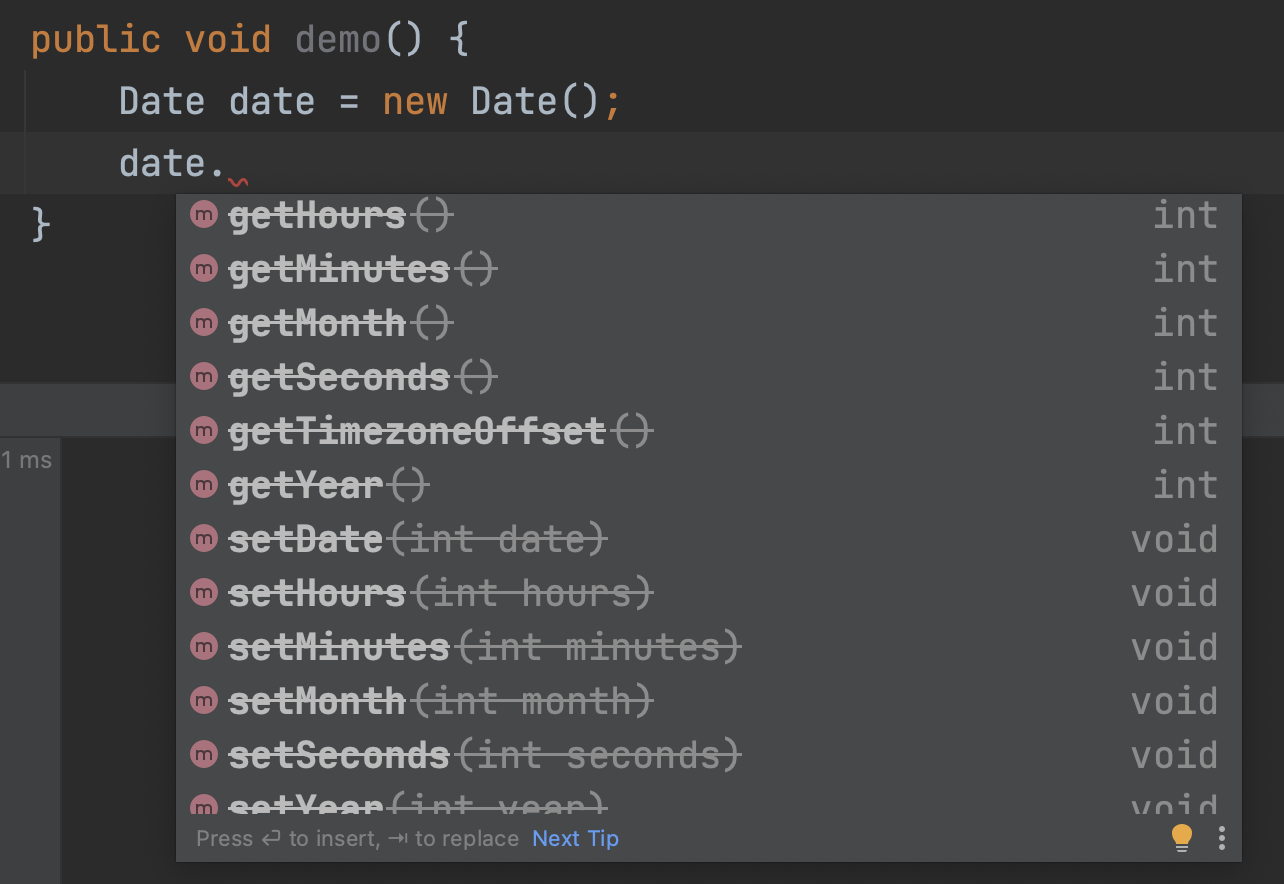 public void demo() {
Date date = new Date();
date.
}
m getHours() int
m getMinutes() int
m getMonth() int
m getSeconds() int
m getTimezoneOffset() int
m getYear() int
m setDate(int date) void
m setHours(int hours) void
m setMinutes(int minutes) void
m setMonth(int month) void
m setSeconds(int seconds) void
m setYear(int year) void
1 ms
Press ↩ to insert, ⇥ to replace Next Tip